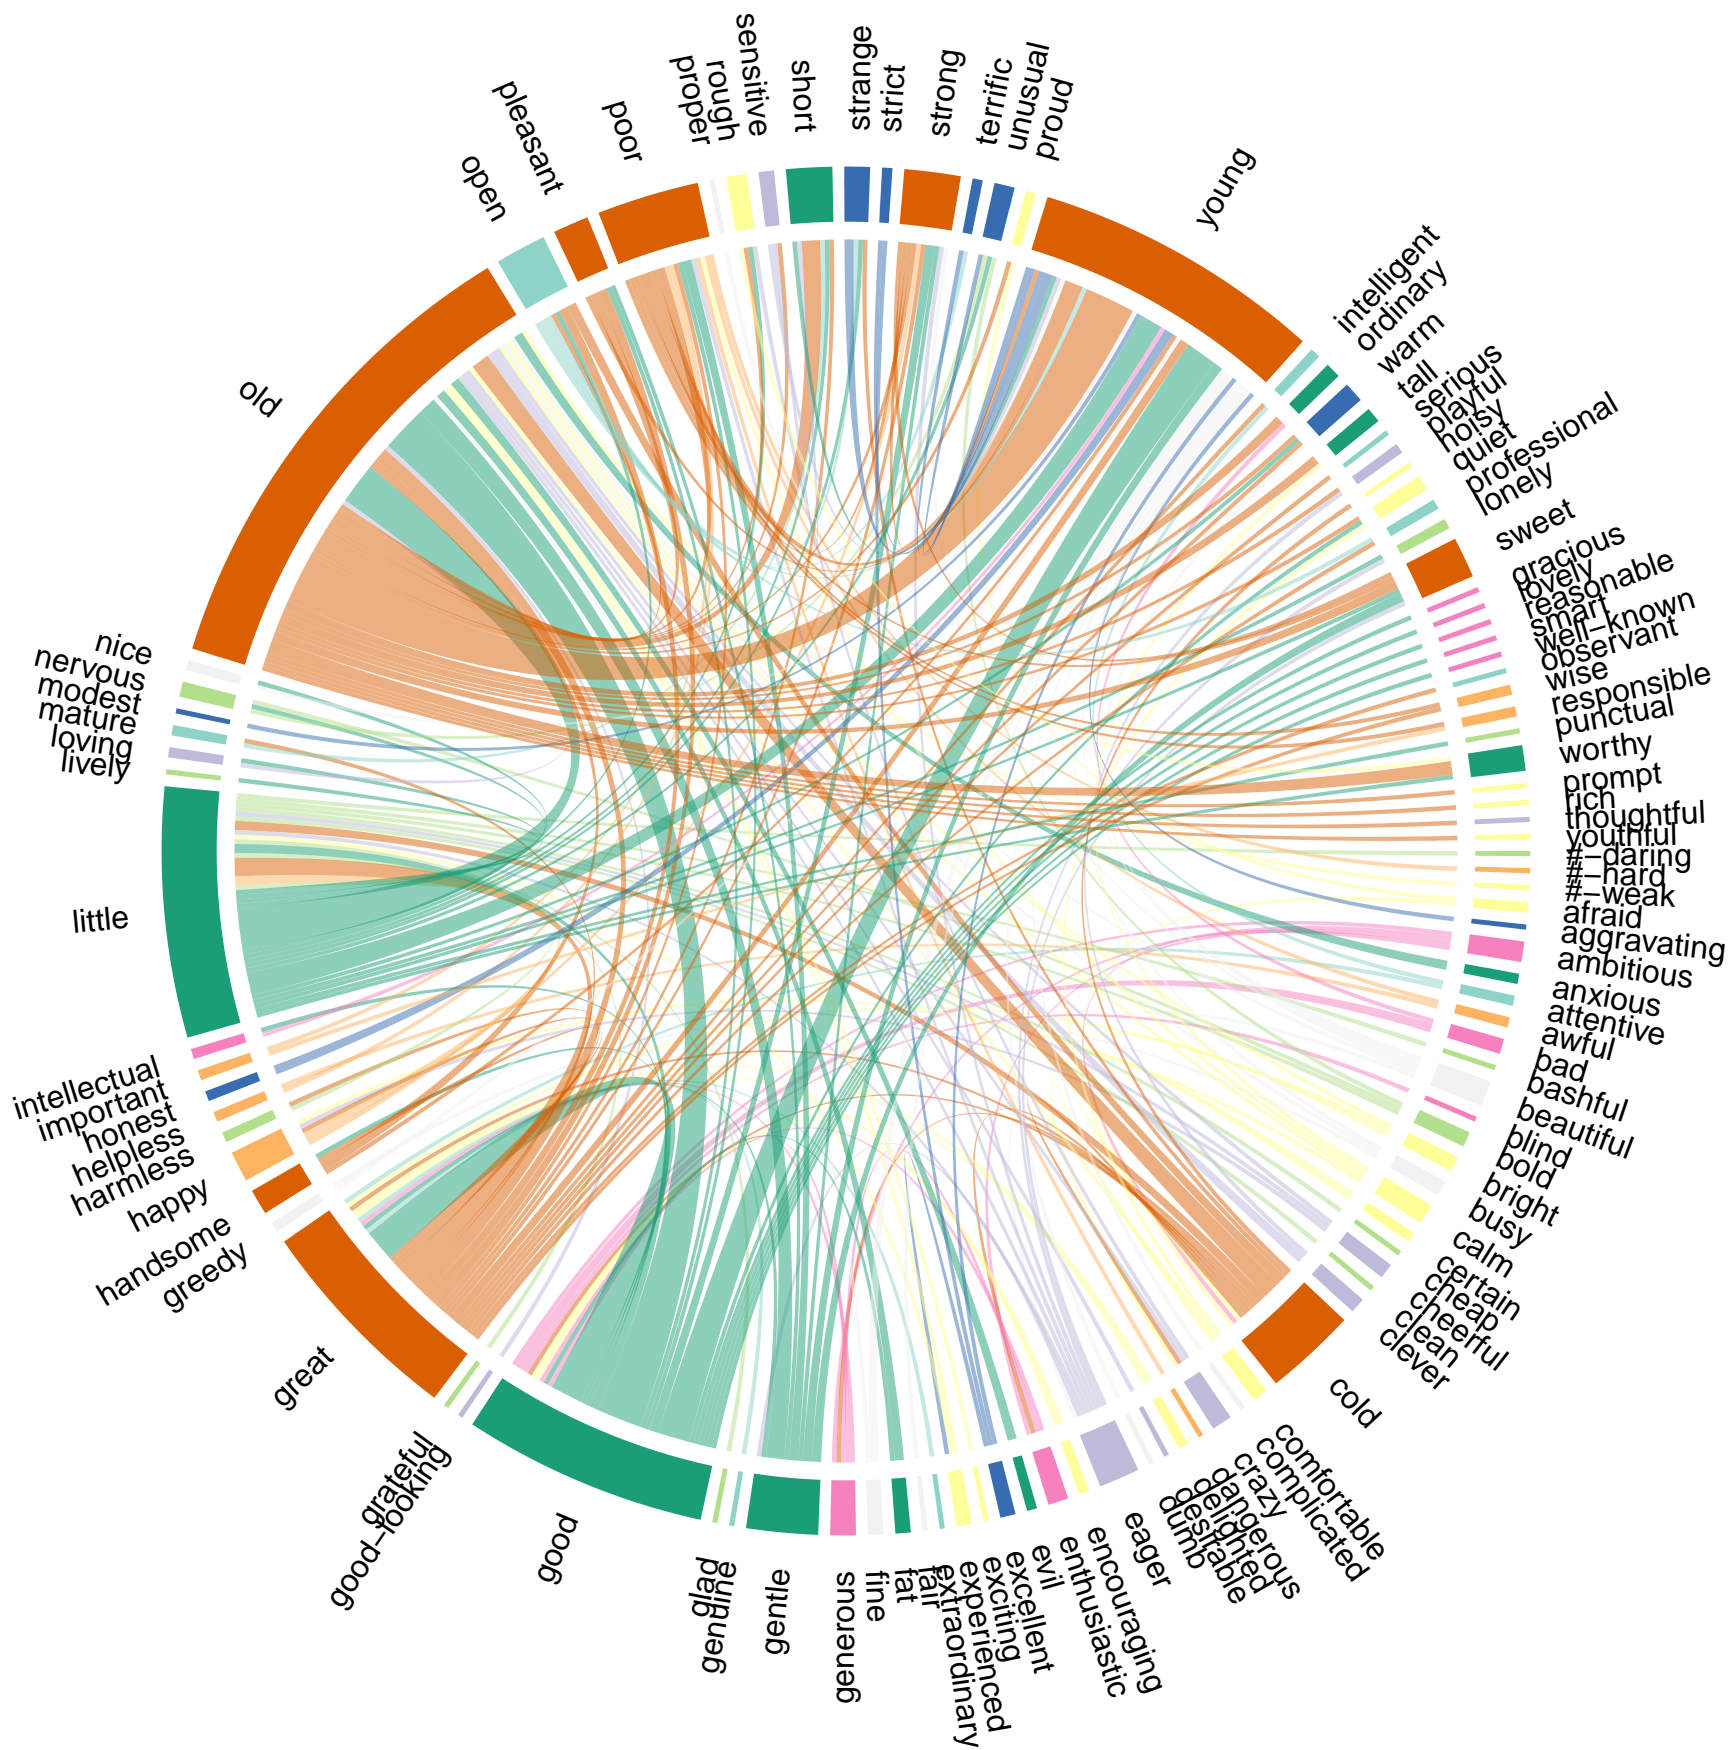 strange
strict
strong
terrific
unusual
proud
young
intelligent
ordinary
warm
tall
serious
playful
noisy
quiet
professional
lonely
sweet
gracious
lovely
reasonable
smart
well−known
observant
wise
responsible
punctual
worthy
prompt
rich
thoughtful
youthful
#−daring
#−hard
#−weak
afraid
aggravating
ambitious
anxious
attentive
awful
bad
bashful
beautiful
blind
bold
bright
busy
calm
certain
cheap
cheerful
clean
clever
cold
comfortable
complicated
crazy
dangerous
delighted
desirable
dumb
eager
encouraging
enthusiastic
evil
excellent
exciting
experienced
extraordinary
fair
fat
fine
generous
gentle
genuine
glad
good
good−looking
grateful
great
greedy
handsome
happy
harmless
helpless
honest
important
intellectual
little
lively
loving
mature
modest
nervous
nice
old
open
pleasant
poor
proper
rough
sensitive
short